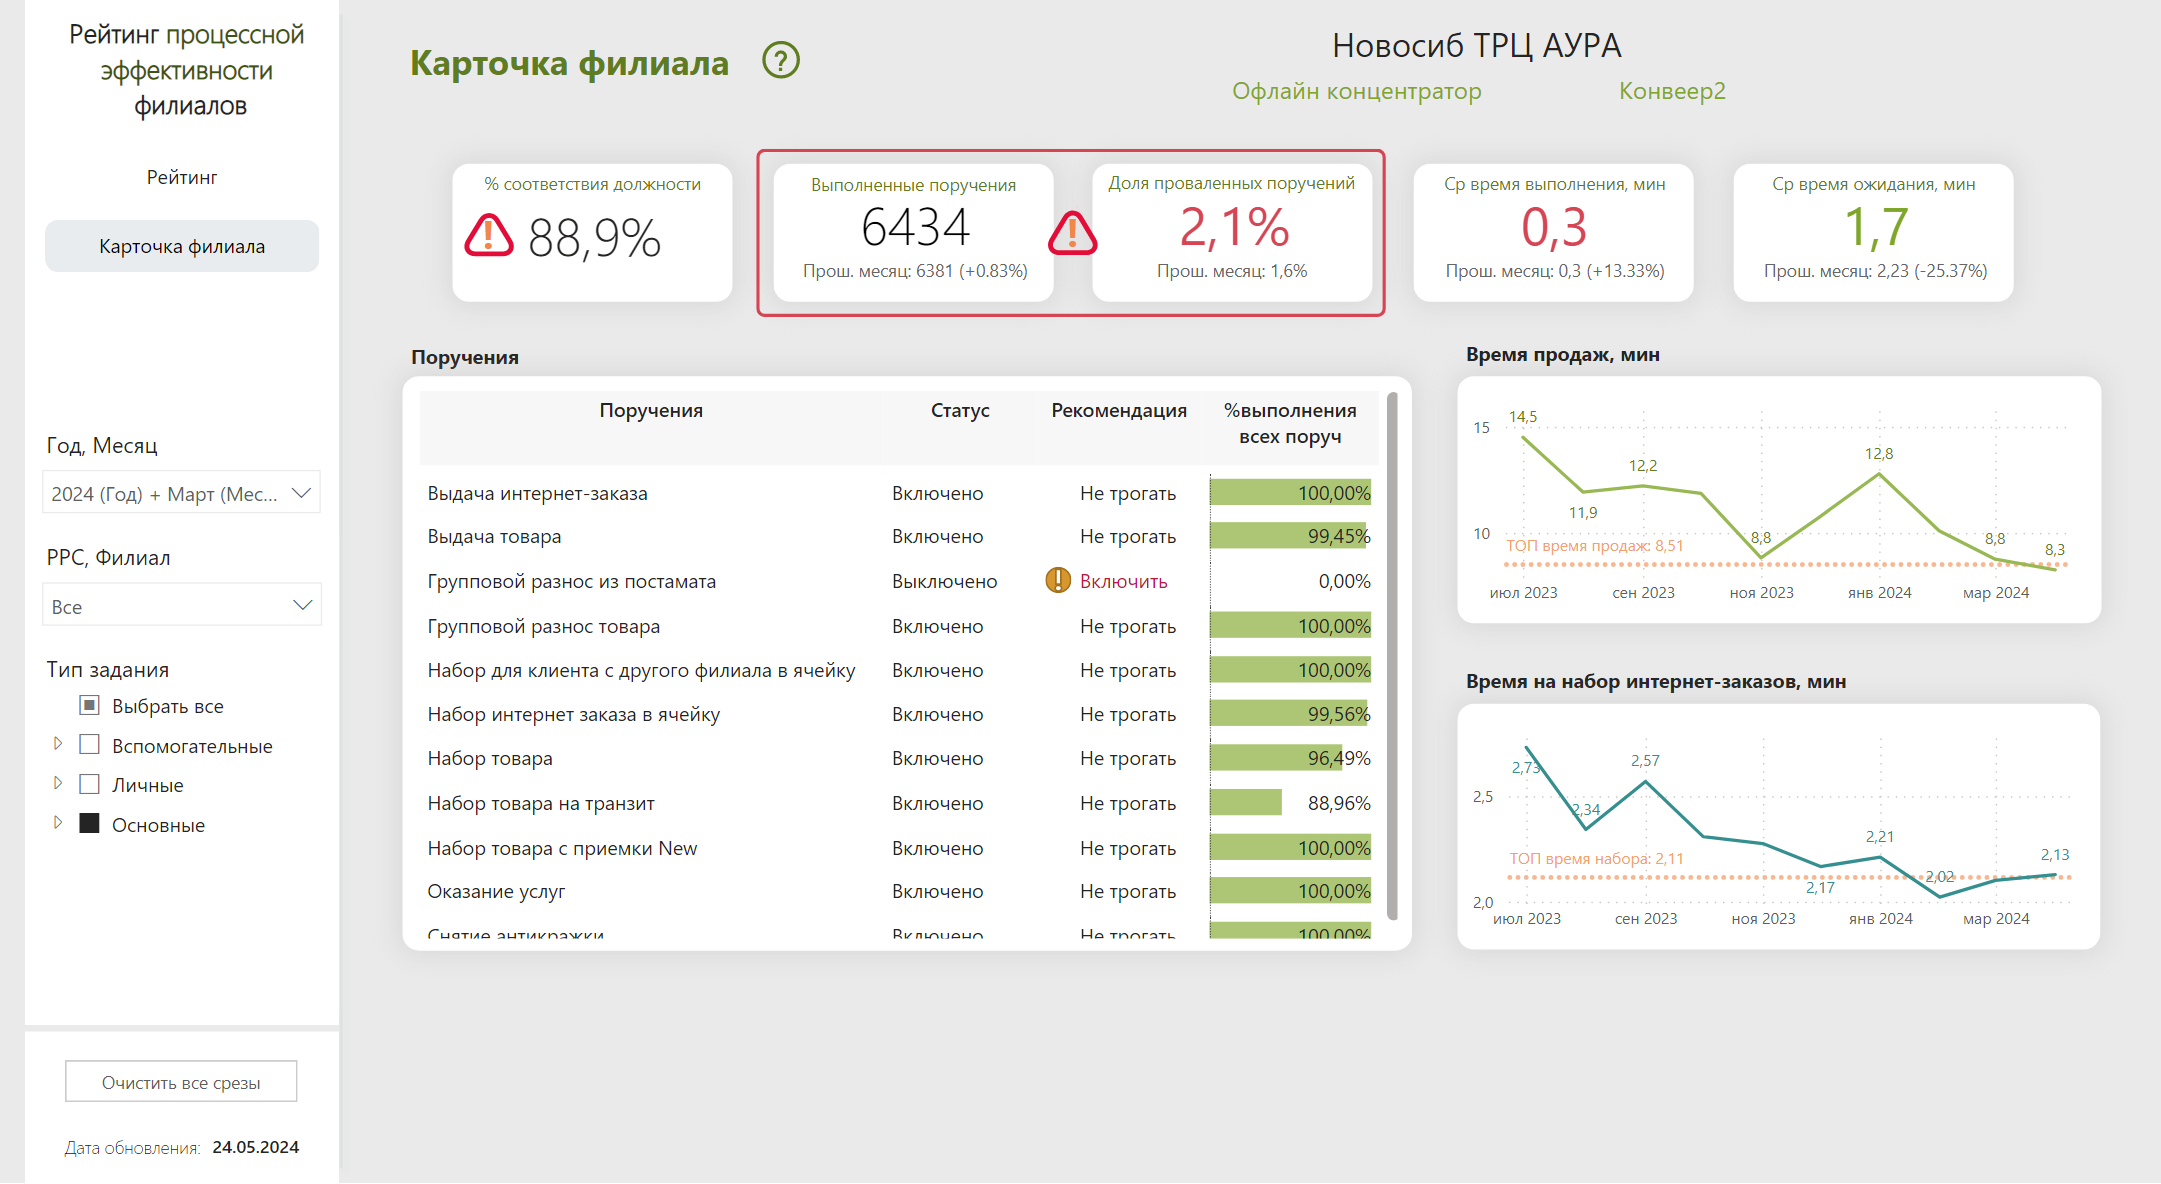 Рейтинг процессной
эффективности
филиалов
Рейтинг
Карточка филиала
Год, Месяц
2024 (Год) + Март (Мес...
РРС, Филиал
Все
Тип задания
Выбрать все
Вспомогательные
Личные
Основные
Очистить все срезы
Дата обновления: 24.05.2024
Карточка филиала ?
Новосиб ТРЦ АУРА
Офлайн концентратор Конвеер2
% соответствия должности
88,9%
Выполненные поручения
6434
Прош. месяц: 6381 (+0.83%)
Доля проваленных поручений
2,1%
Прош. месяц: 1,6%
Ср время выполнения, мин
0,3
Прош. месяц: 0,3 (+13.33%)
Ср время ожидания, мин
1,7
Прош. месяц: 2,23 (-25.37%)
Поручения
Поручения Статус Рекомендация %выполнения
всех поруч
Выдача интернет-заказа Включено Не трогать 100,00%
Выдача товара Включено Не трогать 99,45%
Групповой разнос из постамата Выключено Включить 0,00%
Групповой разнос товара Включено Не трогать 100,00%
Набор для клиента с другого филиала в ячейку Включено Не трогать 100,00%
Набор интернет заказа в ячейку Включено Не трогать 99,56%
Набор товара Включено Не трогать 96,49%
Набор товара на транзит Включено Не трогать 88,96%
Набор товара с приемки New Включено Не трогать 100,00%
Оказание услуг Включено Не трогать 100,00%
Снятие антикражки Включено Не трогать 100,00%
Время продаж, мин
14,5
15
12,8
12,2
11,9
10
8,8
8,8
8,3
ТОП время продаж: 8,51
июл 2023 сен 2023 ноя 2023 янв 2024 мар 2024
Время на набор интернет-заказов, мин
2,57
2,73
2,5
2,34
2,21
ТОП время набора: 2,11
2,13
2,02
2,17
2,0
июл 2023 сен 2023 ноя 2023 янв 2024 мар 2024